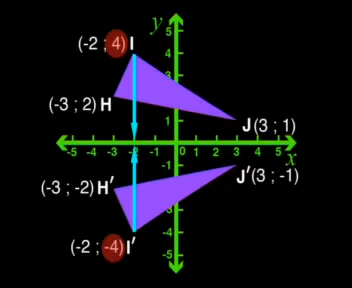 y
5
(-2 ; 4) I
4
3
(-3 ; 2) H
2
1
J (3 ; 1)
-5 -4 -3 -2 -1 0 1 2 3 4 5 x
-1
J′ (3 ; -1)
(-3 ; -2) H′
-3
-4
(-2 ; -4) I′
-5